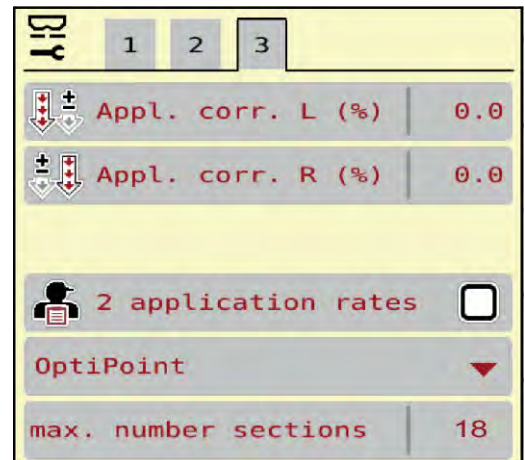 1 2 3
Appl. corr. L (%) 0.0
Appl. corr. R (%) 0.0
2 application rates
OptiPoint
max. number sections 18